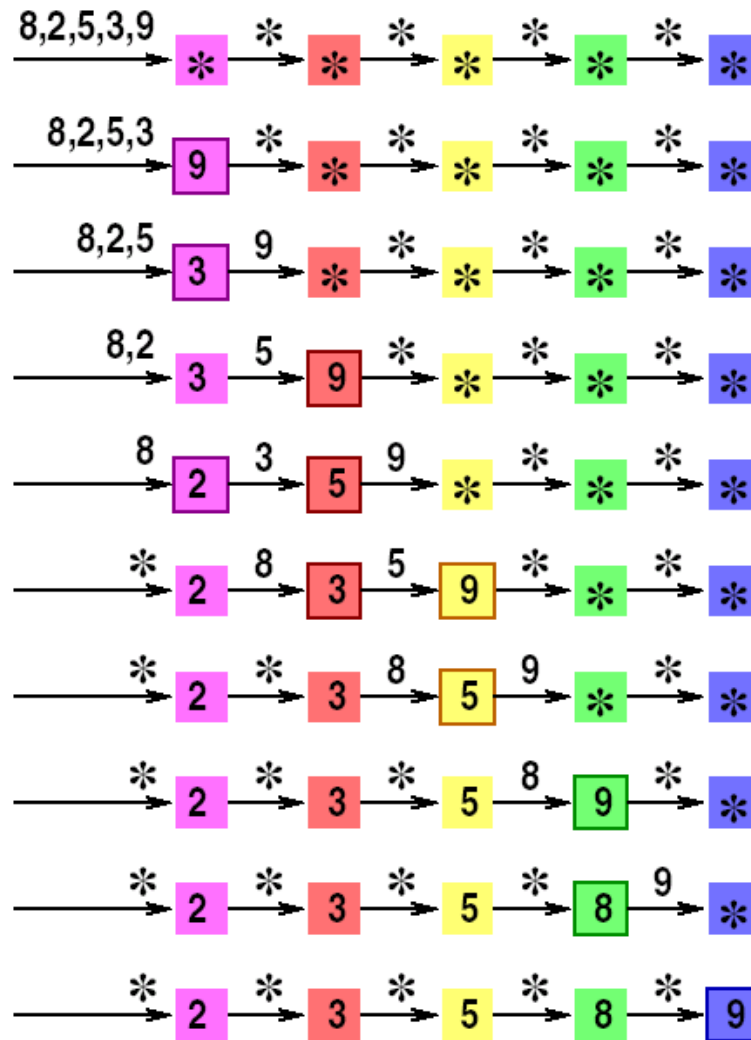 8,2,5,3,9 * * * * * * * * *
8,2,5,3 9 * * * * * * * *
8,2,5 3 9 * * * * * * *
8,2 3 5 9 * * * * * *
8 2 3 5 9 * * * * *
* 2 8 3 5 9 * * * *
* 2 * 3 8 5 9 * * *
* 2 * 3 * 5 8 9 * *
* 2 * 3 * 5 * 8 9 *
* 2 * 3 * 5 * 8 * 9